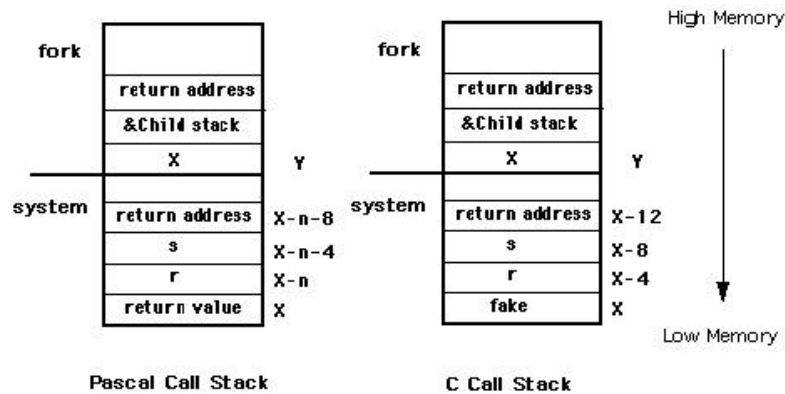 High Memory
fork
return address
&Child stack
X Y
system
return address X-n-8
s X-n-4
r X-n
return value X
Pascal Call Stack
fork
return address
&Child stack
X Y
system
return address X-12
s X-8
r X-4
fake X
C Call Stack
Low Memory